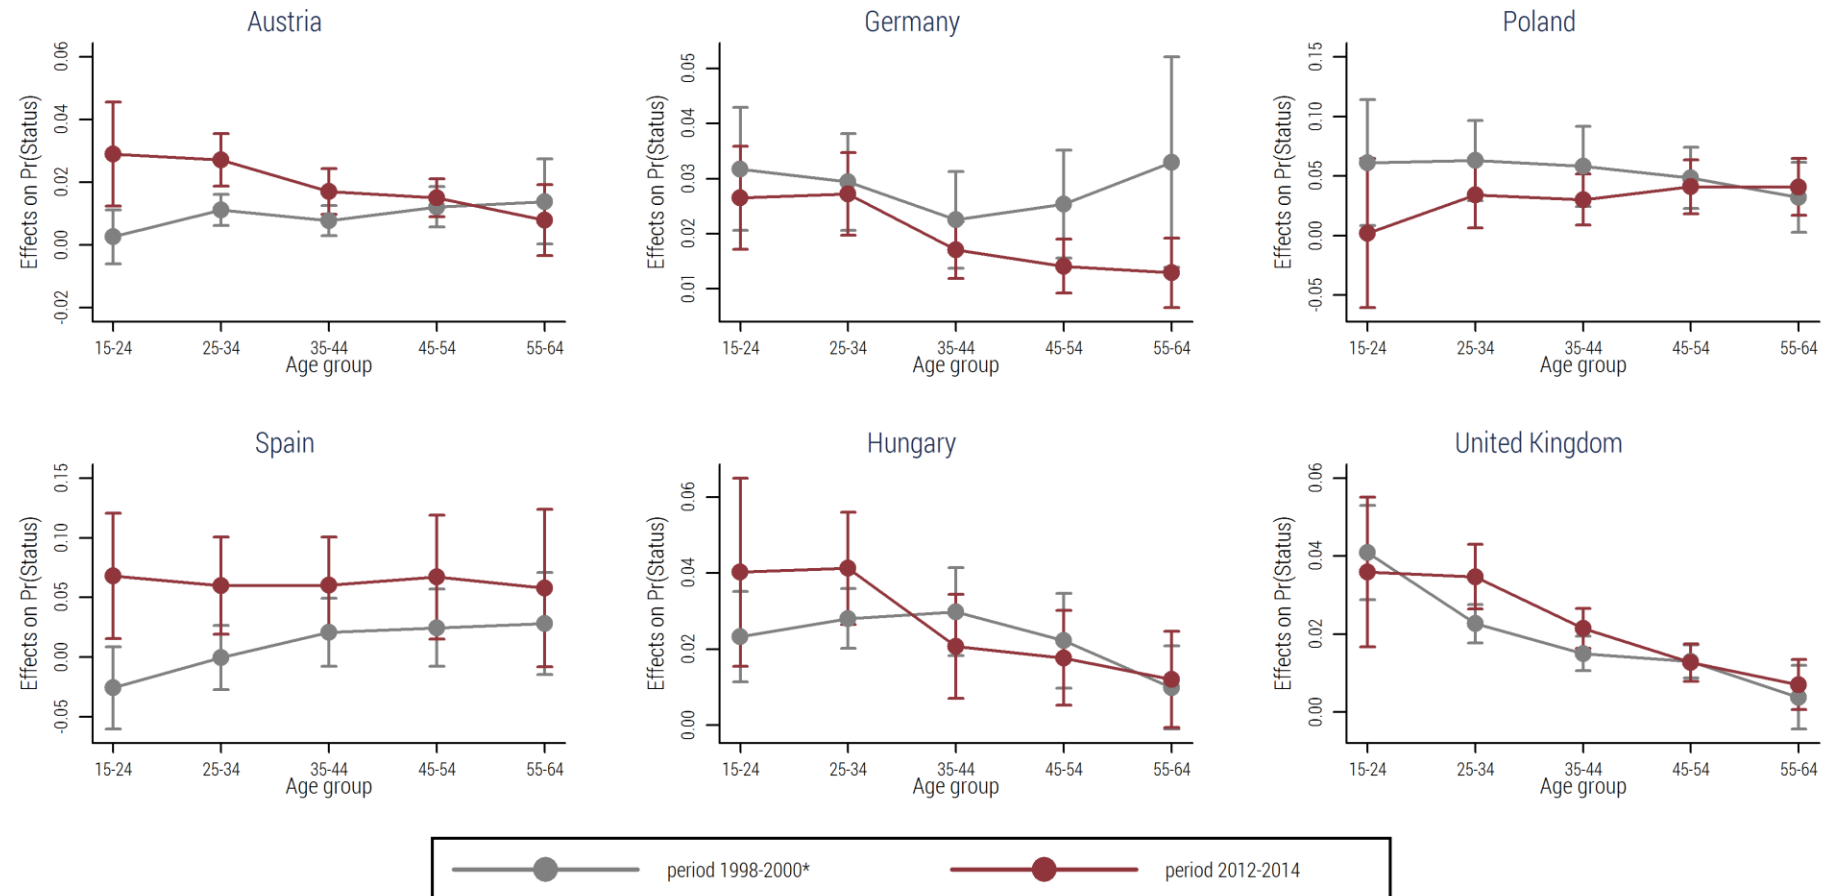 Austria
Effects on Pr(Status)
0.06
0.04
0.02
0.00
-0.02
15-24 25-34 35-44 45-54 55-64
Age group
Germany
Effects on Pr(Status)
0.05
0.04
0.03
0.02
0.01
15-24 25-34 35-44 45-54 55-64
Age group
Poland
Effects on Pr(Status)
0.15
0.10
0.05
0.00
-0.05
15-24 25-34 35-44 45-54 55-64
Age group
Spain
Effects on Pr(Status)
0.15
0.10
0.05
0.00
-0.05
15-24 25-34 35-44 45-54 55-64
Age group
Hungary
Effects on Pr(Status)
0.06
0.04
0.02
0.00
15-24 25-34 35-44 45-54 55-64
Age group
United Kingdom
Effects on Pr(Status)
0.06
0.04
0.02
0.00
15-24 25-34 35-44 45-54 55-64
Age group
period 1998-2000* period 2012-2014